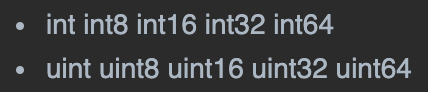 • int int8 int16 int32 int64
• uint uint8 uint16 uint32 uint64